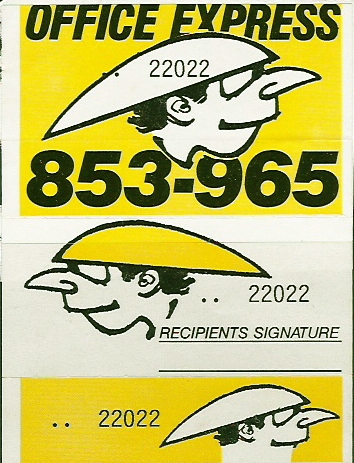 OFFICE EXPRESS
22022
853-965
.. 22022
RECIPIENTS SIGNATURE
.. 22022